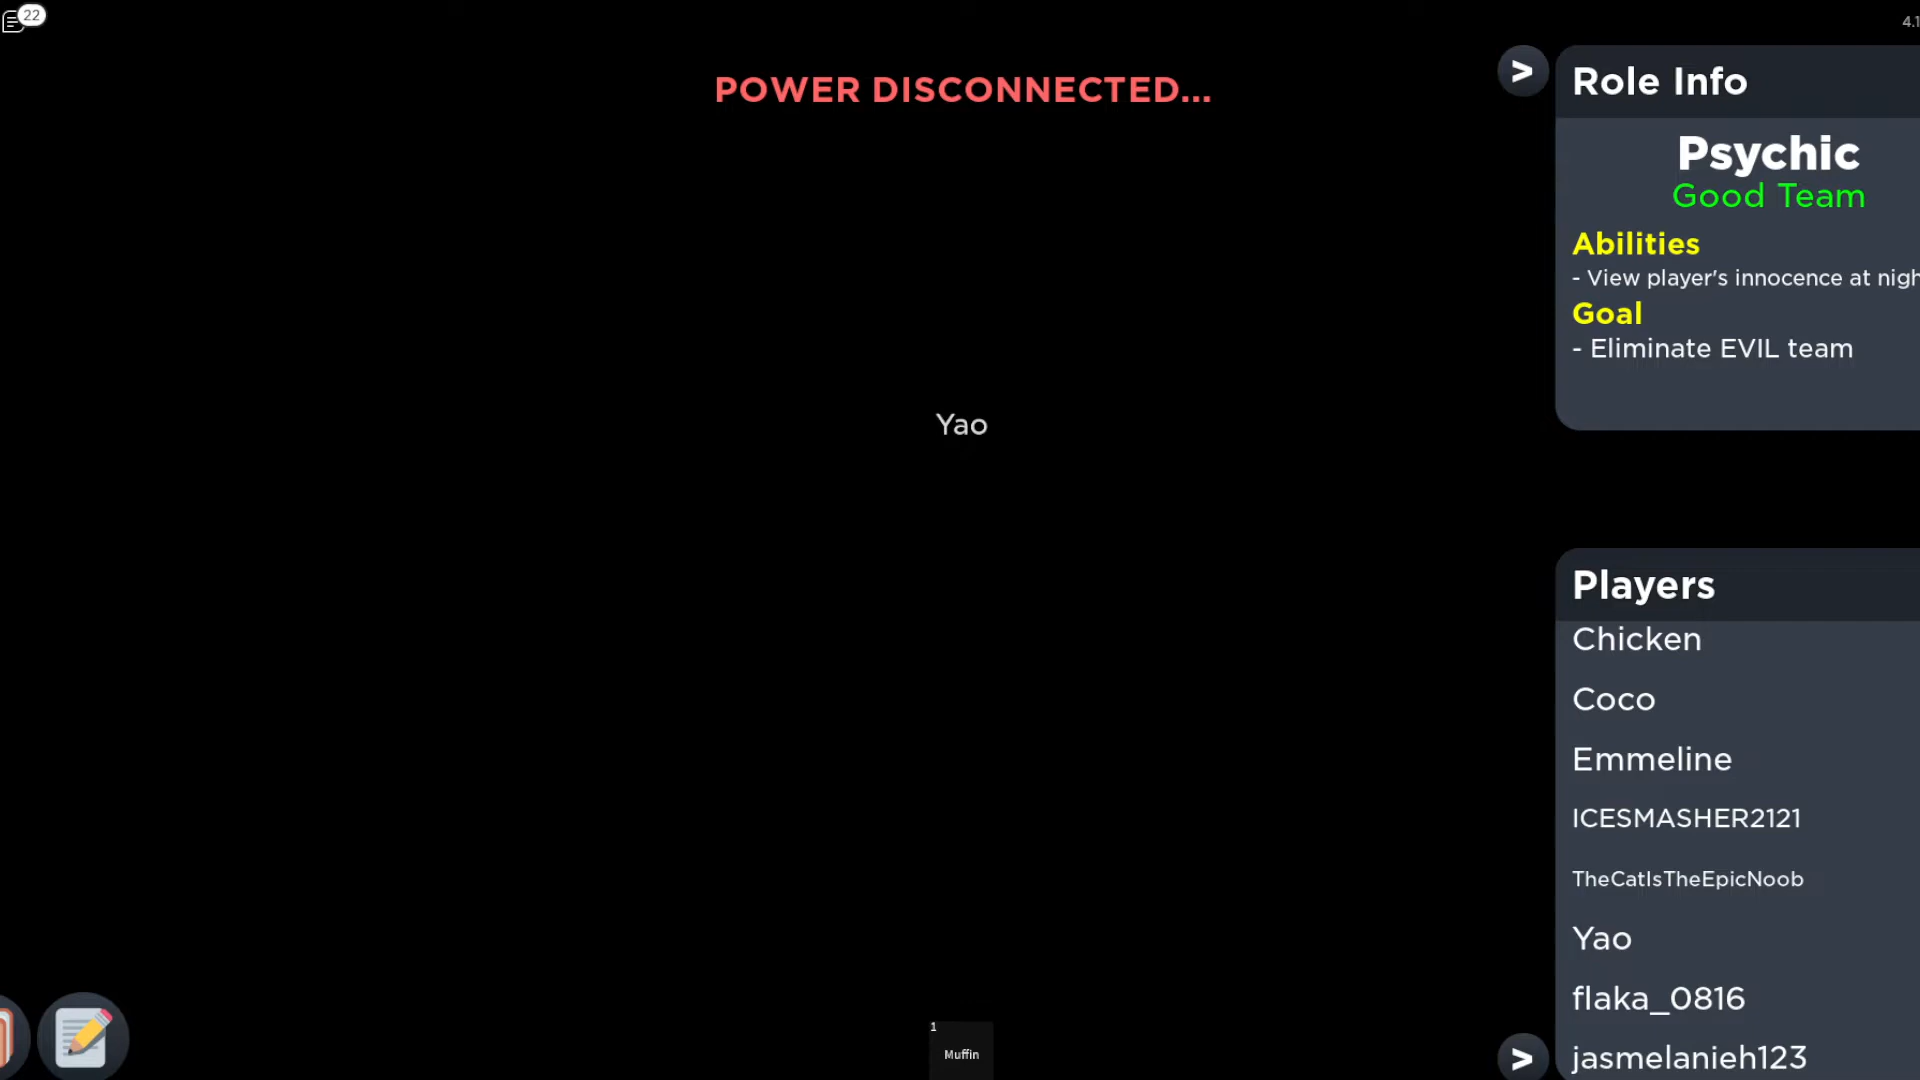 22
4.1
POWER DISCONNECTED...
>
Role Info
Psychic
Good Team
Abilities
- View player's innocence at nigh
Goal
- Eliminate EVIL team
Yao
Players
Chicken
Coco
Emmeline
ICESMASHER2121
TheCatIsTheEpicNoob
Yao
flaka_0816
jasmelanieh123
>
1
Muffin